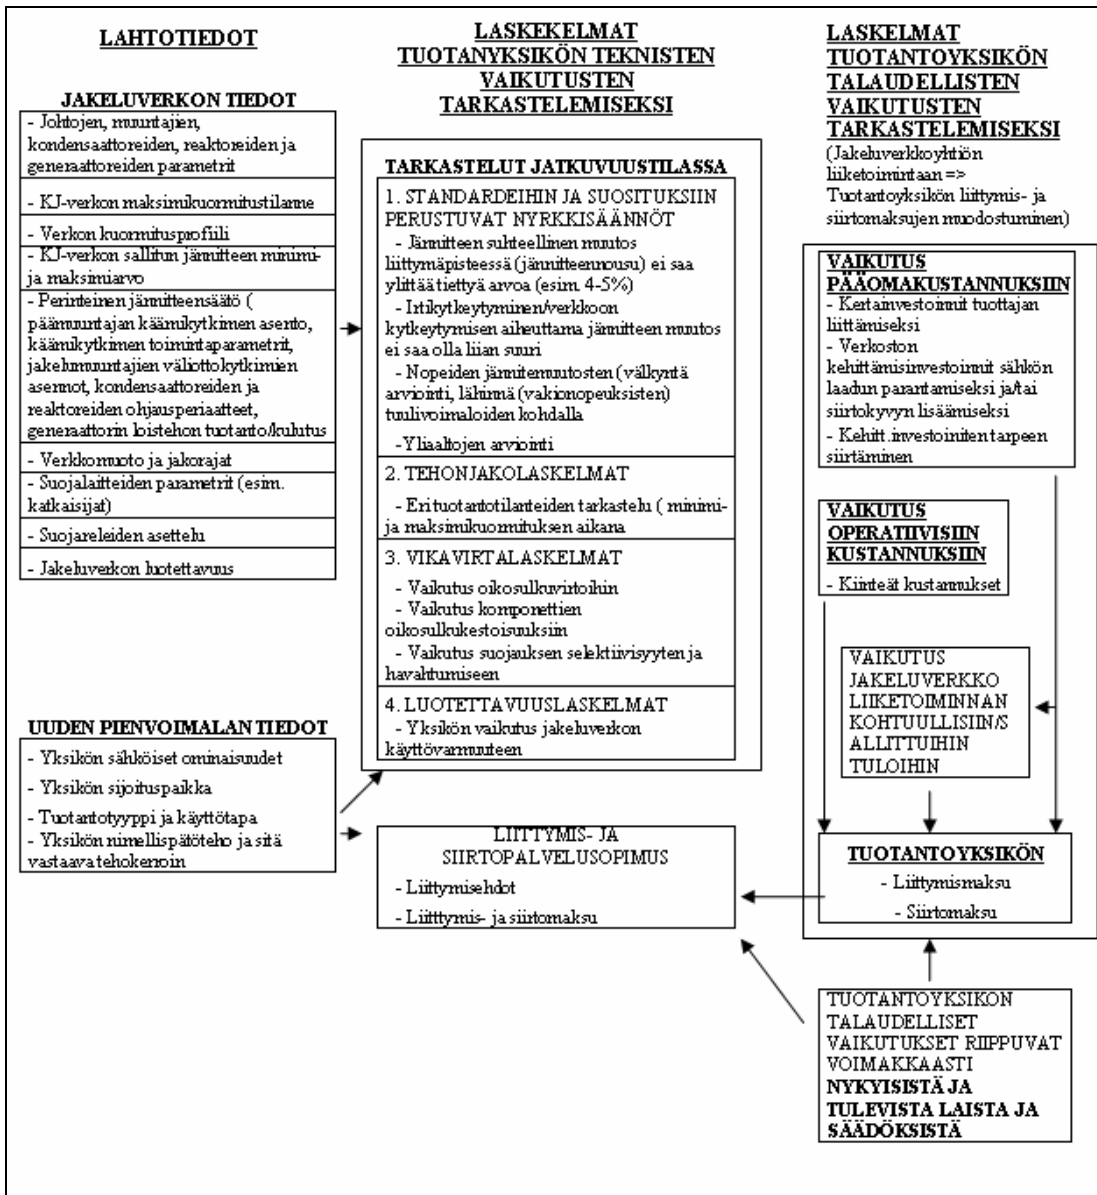 LAHTOTIEDOT
JAKELUVERKON TIEDOT
- Johtojen, muuntajien,
kondensaattoreiden, reaktoreiden ja
generaattoreiden parametrit
- KJ-verkon maksimikuormitustilanne
- Verkon kuormitusprofiili
- KJ-verkon sallitun jännitteen minimi-
ja maksimiarvo
- Perinteinen jännitteensäätö (
päämuuntajan käämikytkimen asento,
käämikytkimen toimintaparametrit,
jakelumuuntajien väliottokytkimien
asennot, kondensaattoreiden ja
reaktoreiden ohjausperiaatteet,
generaattorin loistehon tuotanto/kulutus
- Verkkomuoto ja jakorajat
- Suojalaitteiden parametrit (esim.
katkaisijat)
- Suojareleiden asettelu
- Jakeluverkon luotettavuus
UUDEN PIENVOIMALAN TIEDOT
- Yksikön sähköiset ominaisuudet
- Yksikön sijoituspaikka
- Tuotantotyyppi ja käyttötapa
- Yksikön nimellispätöteho ja sitä
vastaava tehokerroin
LASKEKELMAT
TUOTANYKSIKÖN TEKNISTEN
VAIKUTUSTEN
TARKASTELEMISEKSI
TARKASTELUT JATKUVUUSTILASSA
1. STANDARDEIHIN JA SUOSITUKSIIN
PERUSTUVAT NYRKKISÄÄNNÖT
- Jännitteen suhteellinen muutos
liittymäpisteessä (jännitteennousu) ei saa
ylittää tiettyä arvoa (esim. 4-5%)
- Irtikytkeytyminen/verkkoon
kytkeytymisen aiheuttama jännitteen muutos
ei saa olla liian suuri
- Nopeiden jännitemuutosten (välkyntä
arviointi, lähinnä (vakionopeuksisten)
tuulivoimaloiden kohdalla
-Yliaaltojen arviointi
2. TEHONJAKOLASKELMAT
- Eri tuotantotilanteiden tarkastelu ( minimi-
ja maksimikuormituksen aikana
3. VIKAVIRTALASKELMAT
- Vaikutus oikosulkuvirtoihin
- Vaikutus komponettien
oikosulkukestoisuuksiin
- Vaikutus suojauksen selektiivisyyten ja
havahtumiseen
4. LUOTETTAVUUSLASKELMAT
- Yksikön vaikutus jakeluverkon
käyttövarmuuteen
LIITTYMIS- JA
SIIRTOPALVELUSOPIMUS
- Liittymisehdot
- Liitttymis- ja siirtomaksu
LASKELMAT
TUOTANTOYKSIKÖN
TALAUDELLISTEN
VAIKUTUSTEN
TARKASTELEMISEKSI
(Jakeluverkkoyhtiön
liiketoimintaan =>
Tuotantoyksikön liittymis- ja
siirtomaksujen muodostuminen)
VAIKUTUS
PÄÄOMAKUSTANNUKSIIN
- Kertainvestoinnit tuottajan
liittämiseksi
- Verkoston
kehittämisinvestoinnit sähkön
laadun parantamiseksi ja/tai
siirtokyvyn lisäämiseksi
- Kehitt.investoiniten tarpeen
siirtäminen
VAIKUTUS
OPERATIIVISIIN
KUSTANNUKSIIN
- Kiinteät kustannukset
VAIKUTUS
JAKELUVERKKO
LIIKETOIMINNAN
KOHTUULLISIIN/S
ALLITTUIHIN
TULOIHIN
TUOTANTOYKSIKÖN
- Liittymismaksu
- Siirtomaksu
TUOTANTOYKSIKON
TALAUDELLISET
VAIKUTUKSET RIIPPUVAT
VOIMAKKAASTI
NYKYISISTÄ JA
TULEVISTA LAISTA JA
SÄÄDÖKSISTÄ